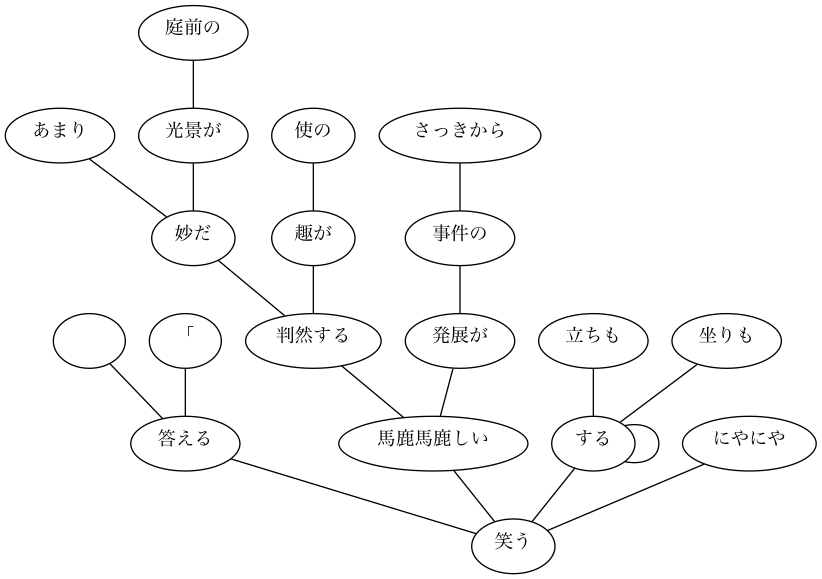 庭前の
あまり 光景が 使の さっきから
妙だ 趣が 事件の
「 判然する 発展が 立ちも 坐りも
答える 馬鹿馬鹿しい する にやにや
笑う